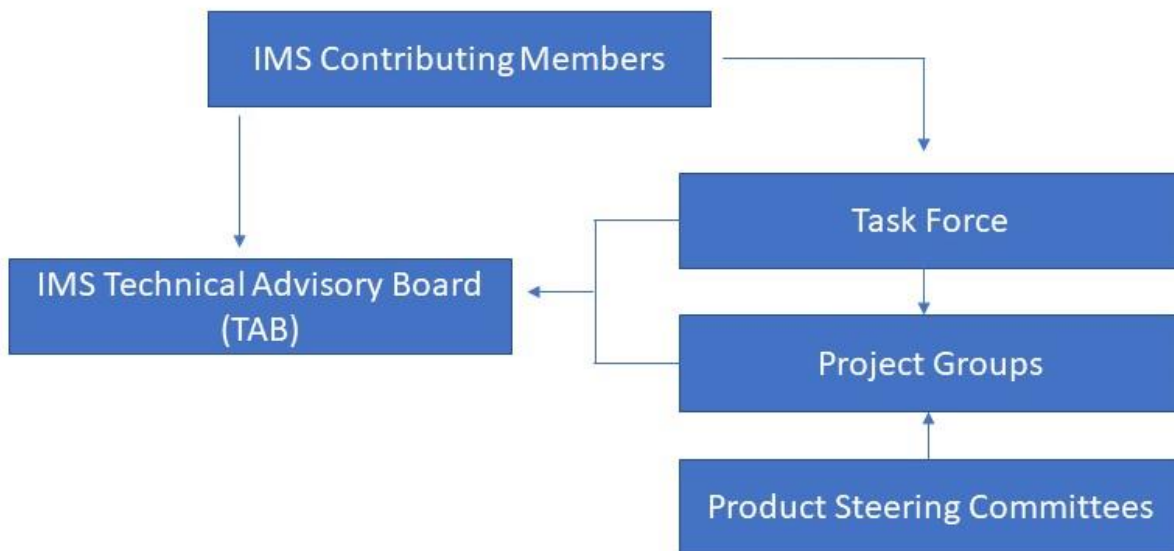 IMS Contributing Members
Task Force
IMS Technical Advisory Board
(TAB)
Project Groups
Product Steering Committees